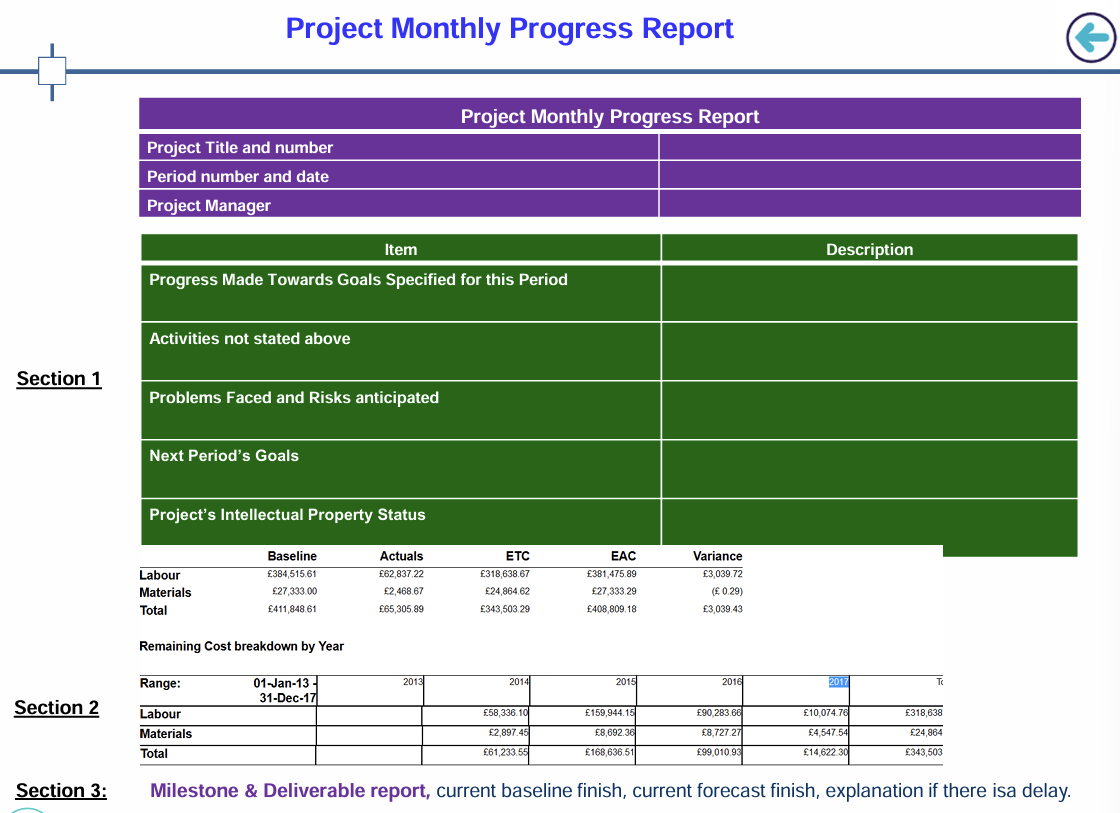 Project Monthly Progress Report
Project Monthly Progress Report
Project Title and number
Period number and date
Project Manager
Item Description
Progress Made Towards Goals Specified for this Period
Activities not stated above
Section 1
Problems Faced and Risks anticipated
Next Period's Goals
Project's Intellectual Property Status
Baseline Actuals ETC EAC Variance
Labour £384,515.61 £62,837.22 £318,638.67 £381,475.89 £3,039.72
Materials £27,333.00 £2,468.67 £24,864.62 £27,333.29 (£ 0.29)
Total £411,848.61 £65,305.89 £343,503.29 £408,809.18 £3,039.43
Remaining Cost breakdown by Year
Range: 01-Jan-13 - 2013 2014 2015 2016 2017 To
31-Dec-17
Section 2
Labour £58,336.10 £159,944.15 £90,283.66 £10,074.76 £318,638
Materials £2,897.45 £8,692.36 £8,727.27 £4,547.54 £24,864
Total £61,233.55 £168,636.51 £99,010.93 £14,622.30 £343,503
Section 3: Milestone & Deliverable report, current baseline finish, current forecast finish, explanation if there isa delay.